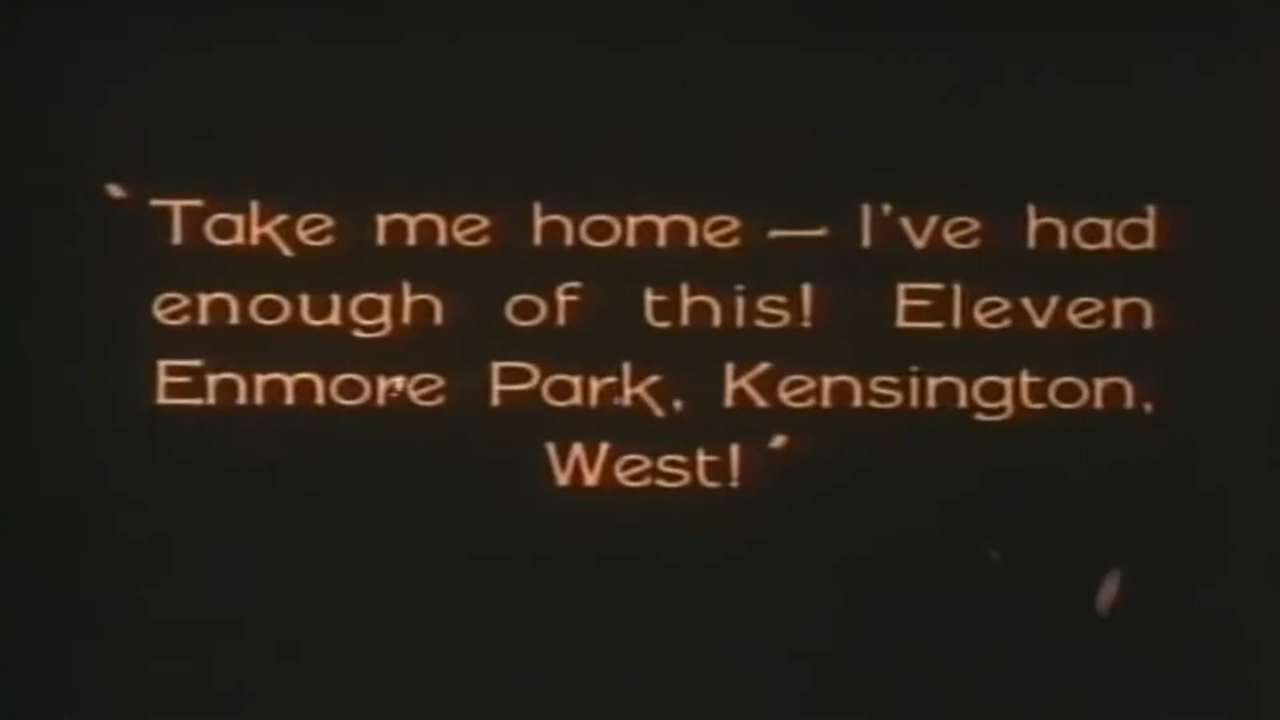 ‘Take me home — I've had
enough of this! Eleven
Enmore Park, Kensington,
West!’